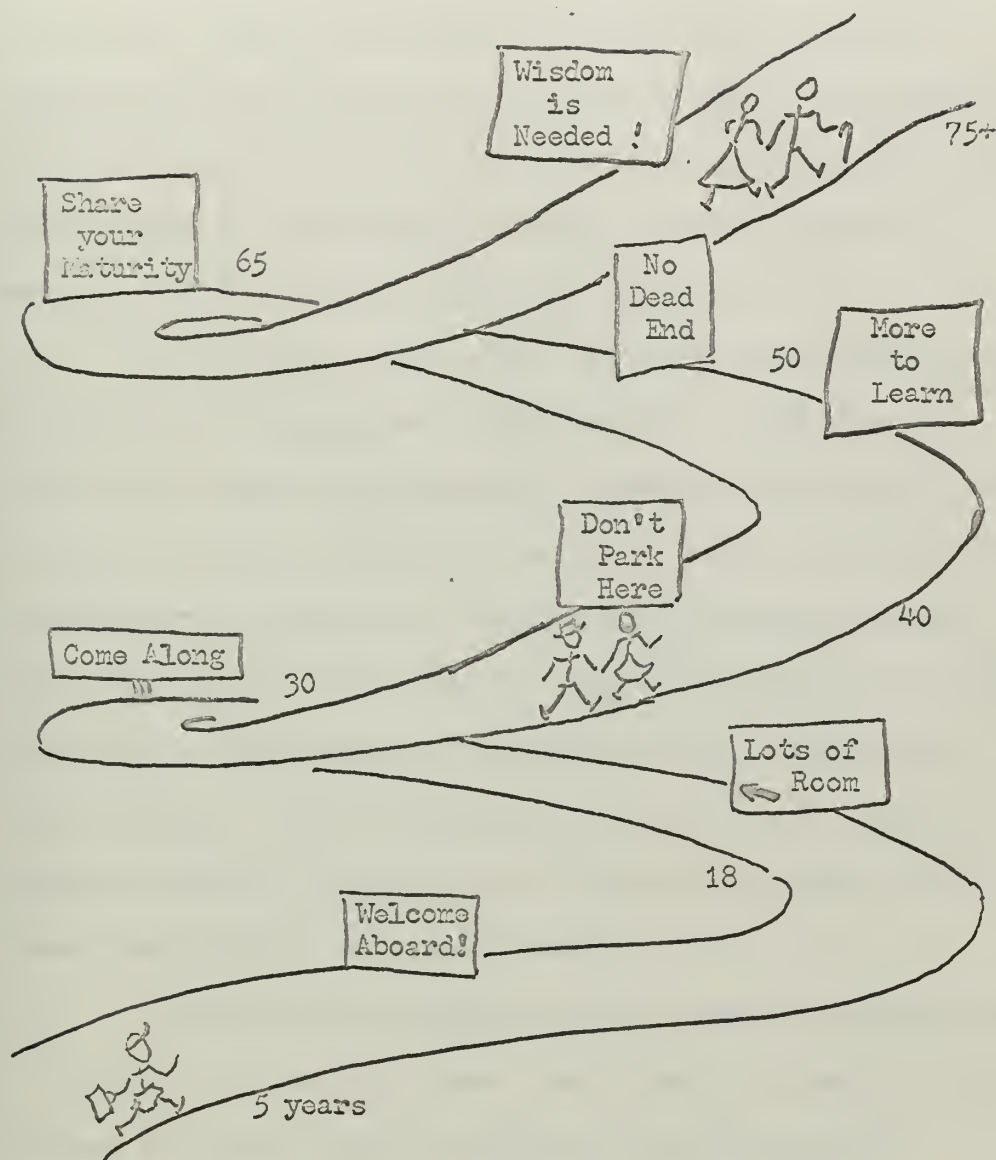 Wisdom
is
Needed !
75+
Share
your
Maturity
65
No
Dead
End
50
More
to
Learn
Don't
Park
Here
40
Come Along
30
Lots of
Room
18
Welcome
Aboard!
5 years